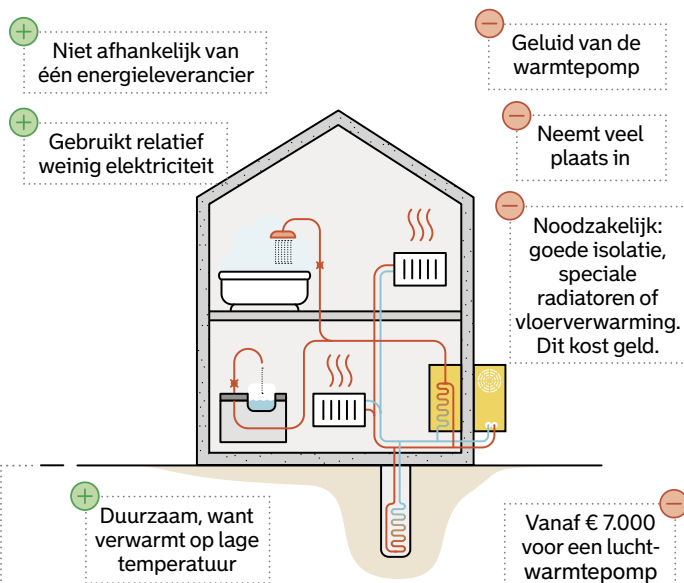 Niet afhankelijk van
één energieleverancier
Gebruikt relatief
weinig elektriciteit
Geluid van de
warmtepomp
Neemt veel
plaats in
Noodzakelijk:
goede isolatie,
speciale
radiatoren of
vloerverwarming.
Dit kost geld.
Duurzaam, want
verwarmt op lage
temperatuur
Vanaf € 7.000
voor een lucht-
warmtepomp